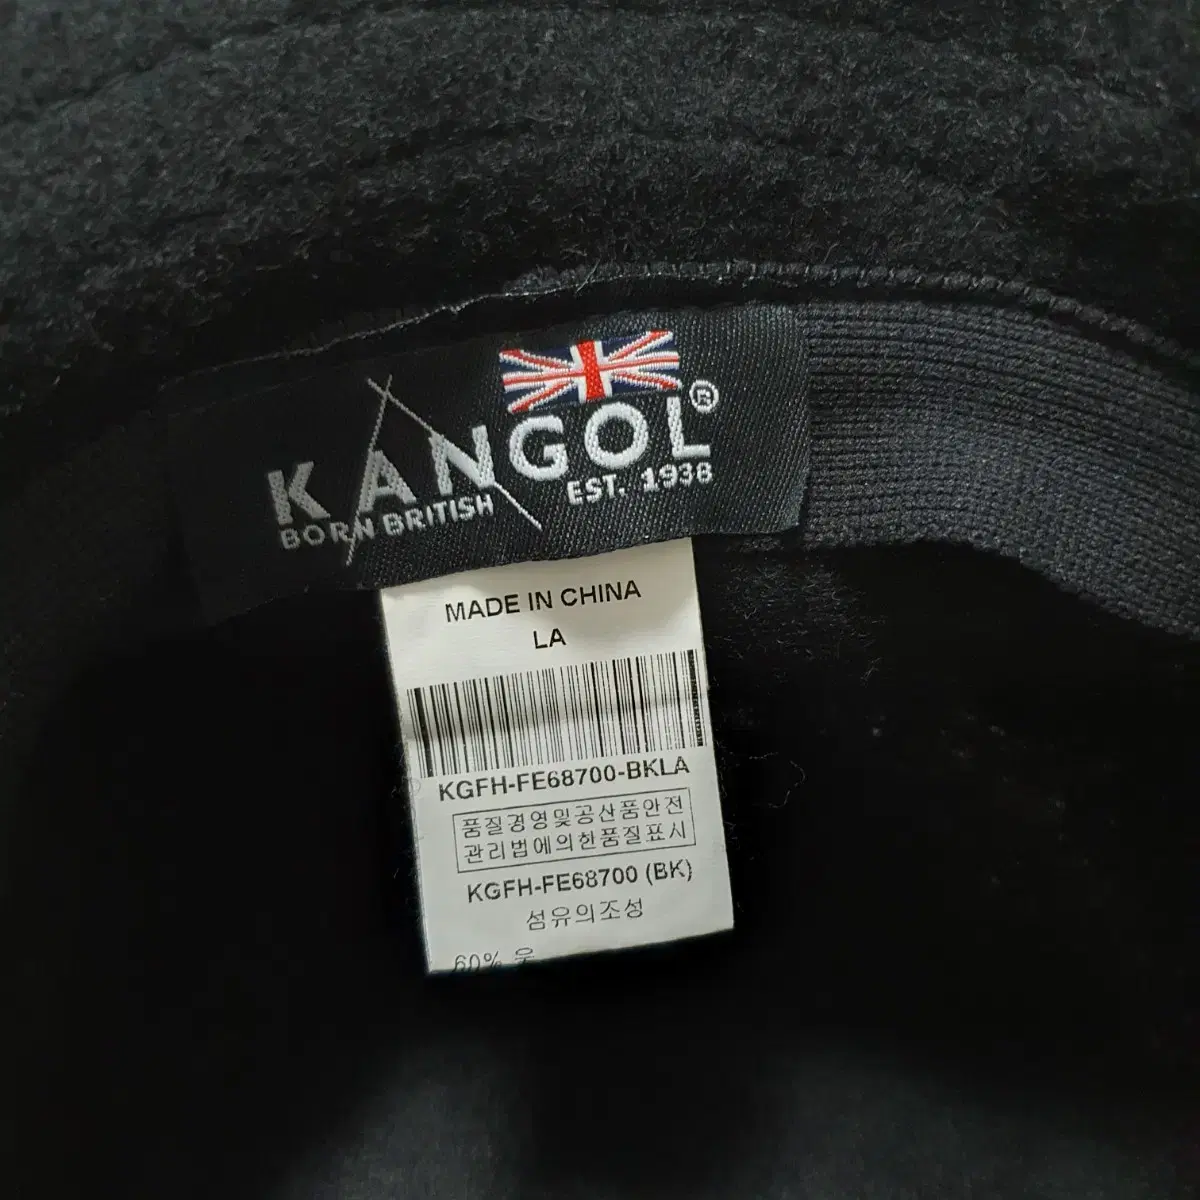 KANGOL®
BORN BRITISH EST. 1938
MADE IN CHINA
LA
KGFH-FE68700-BKLA
품질경영및공산품안전
관리법에의한품질표시
KGFH-FE68700 (BK)
섬유의조성
60% 울